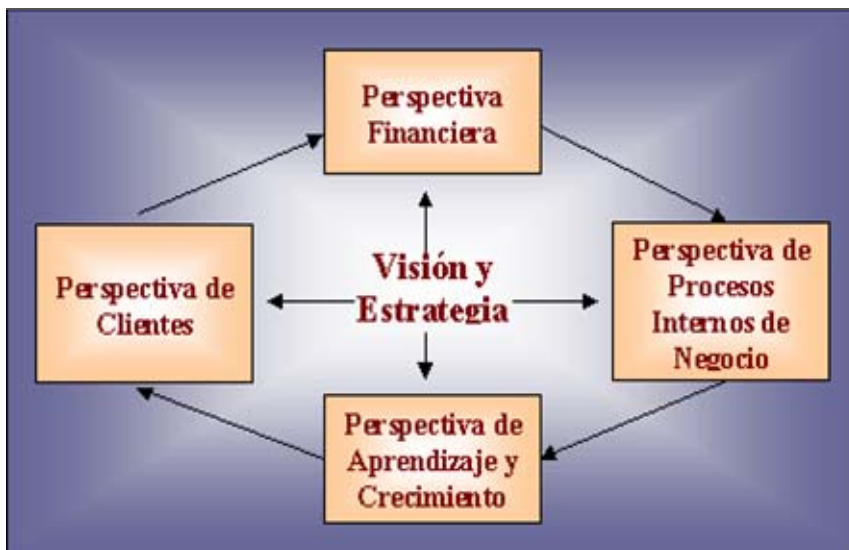 Perspectiva
Financiera
Perspectiva de
Clientes
Visión y
Estrategia
Perspectiva de
Procesos
Internos de
Negocio
Perspectiva de
Aprendizaje y
Crecimiento